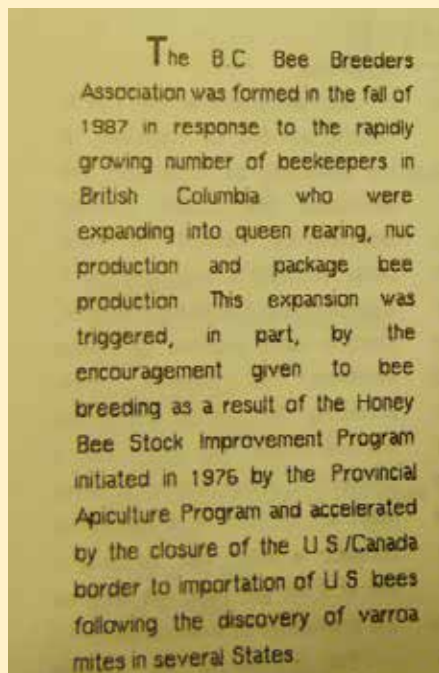 The B.C Bee Breeders
Association was formed in the fall of
1987 in response to the rapidly
growing number of beekeepers in
British Columbia who were
expanding into queen rearing, nuc
production and package bee
production This expansion was
triggered, in part, by the
encouragement given to bee
breeding as a result of the Honey
Bee Stock Improvement Program
initiated in 1976 by the Provincial
Apiculture Program and accelerated
by the closure of the U.S./Canada
border to importation of U.S. bees
following the discovery of varroa
mites in several States.